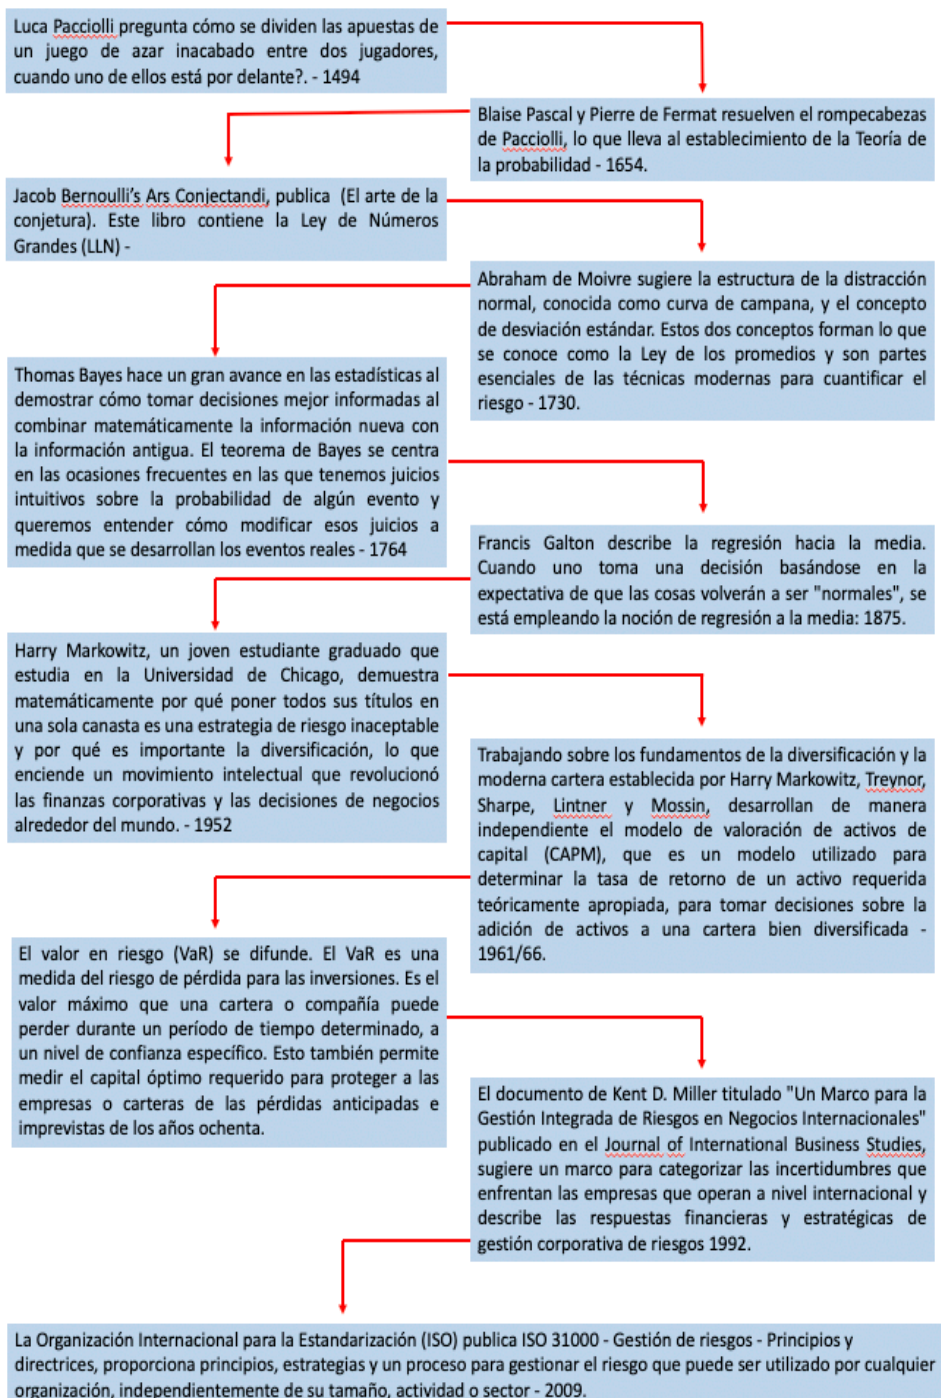 Luca Pacciolli pregunta cómo se dividen las apuestas de
un juego de azar inacabado entre dos jugadores,
cuando uno de ellos está por delante?. - 1494
Blaise Pascal y Pierre de Fermat resuelven el rompecabezas
de Pacciolli, lo que lleva al establecimiento de la Teoría de
la probabilidad - 1654.
Jacob Bernoulli’s Ars Conjectandi, publica (El arte de la
conjetura). Este libro contiene la Ley de Números
Grandes (LLN) -
Abraham de Moivre sugiere la estructura de la distracción
normal, conocida como curva de campana, y el concepto
de desviación estándar. Estos dos conceptos forman lo que
se conoce como la Ley de los promedios y son partes
esenciales de las técnicas modernas para cuantificar el
riesgo - 1730.
Thomas Bayes hace un gran avance en las estadísticas al
demostrar cómo tomar decisiones mejor informadas al
combinar matemáticamente la información nueva con
la información antigua. El teorema de Bayes se centra
en las ocasiones frecuentes en las que tenemos juicios
intuitivos sobre la probabilidad de algún evento y
queremos entender cómo modificar esos juicios a
medida que se desarrollan los eventos reales - 1764
Francis Galton describe la regresión hacia la media.
Cuando uno toma una decisión basándose en la
expectativa de que las cosas volverán a ser "normales", se
está empleando la noción de regresión a la media: 1875.
Harry Markowitz, un joven estudiante graduado que
estudia en la Universidad de Chicago, demuestra
matemáticamente por qué poner todos sus títulos en
una sola canasta es una estrategia de riesgo inaceptable
y por qué es importante la diversificación, lo que
enciende un movimiento intelectual que revolucionó
las finanzas corporativas y las decisiones de negocios
alrededor del mundo. - 1952
Trabajando sobre los fundamentos de la diversificación y la
moderna cartera establecida por Harry Markowitz, Treynor,
Sharpe, Lintner y Mossin, desarrollan de manera
independiente el modelo de valoración de activos de
capital (CAPM), que es un modelo utilizado para
determinar la tasa de retorno de un activo requerida
teóricamente apropiada, para tomar decisiones sobre la
adición de activos a una cartera bien diversificada -
1961/66.
El valor en riesgo (VaR) se difunde. El VaR es una
medida del riesgo de pérdida para las inversiones. Es el
valor máximo que una cartera o compañía puede
perder durante un período de tiempo determinado, a
un nivel de confianza específico. Esto también permite
medir el capital óptimo requerido para proteger a las
empresas o carteras de las pérdidas anticipadas e
imprevistas de los años ochenta.
El documento de Kent D. Miller titulado "Un Marco para la
Gestión Integrada de Riesgos en Negocios Internacionales"
publicado en el Journal of International Business Studies,
sugiere un marco para categorizar las incertidumbres que
enfrentan las empresas que operan a nivel internacional y
describe las respuestas financieras y estratégicas de
gestión corporativa de riesgos 1992.
La Organización Internacional para la Estandarización (ISO) publica ISO 31000 - Gestión de riesgos - Principios y
directrices, proporciona principios, estrategias y un proceso para gestionar el riesgo que puede ser utilizado por cualquier
organización, independientemente de su tamaño, actividad o sector - 2009.